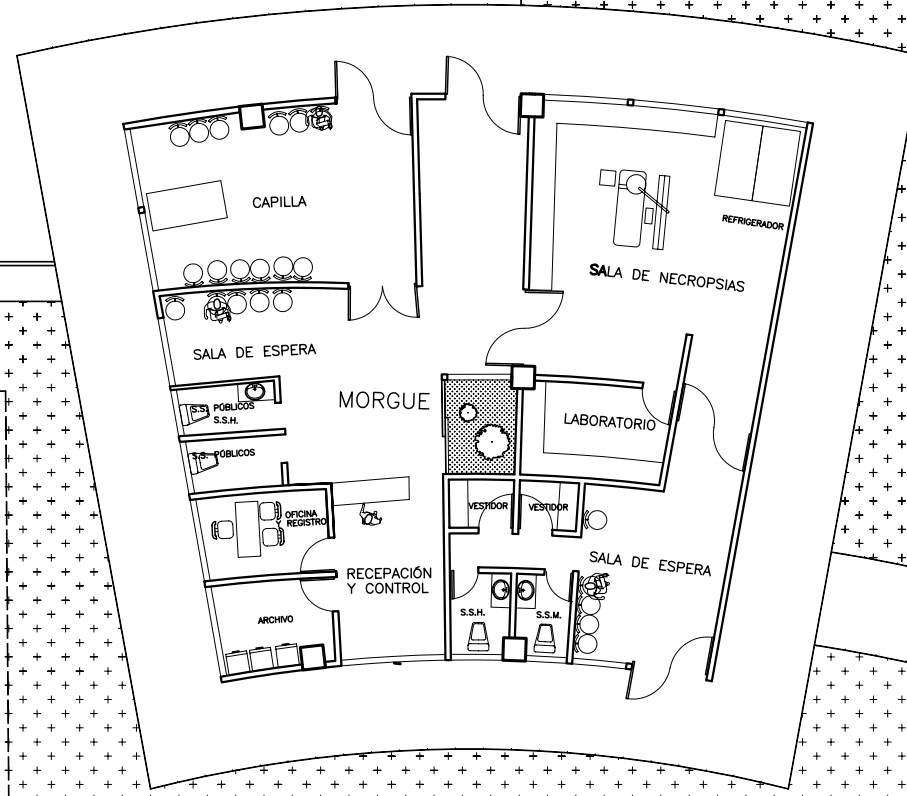 CAPILLA
REFRIGERADOR
SALA DE NECROPSIAS
SALA DE ESPERA
MORGUE
S.S. PÚBLICOS
S.S.H.
LABORATORIO
S.S. PÚBLICOS
OFICINA
Y
REGISTRO
VESTIDOR
VESTIDOR
SALA DE ESPERA
RECEPACIÓN
Y CONTROL
S.S.H.
S.S.M.
ARCHIVO